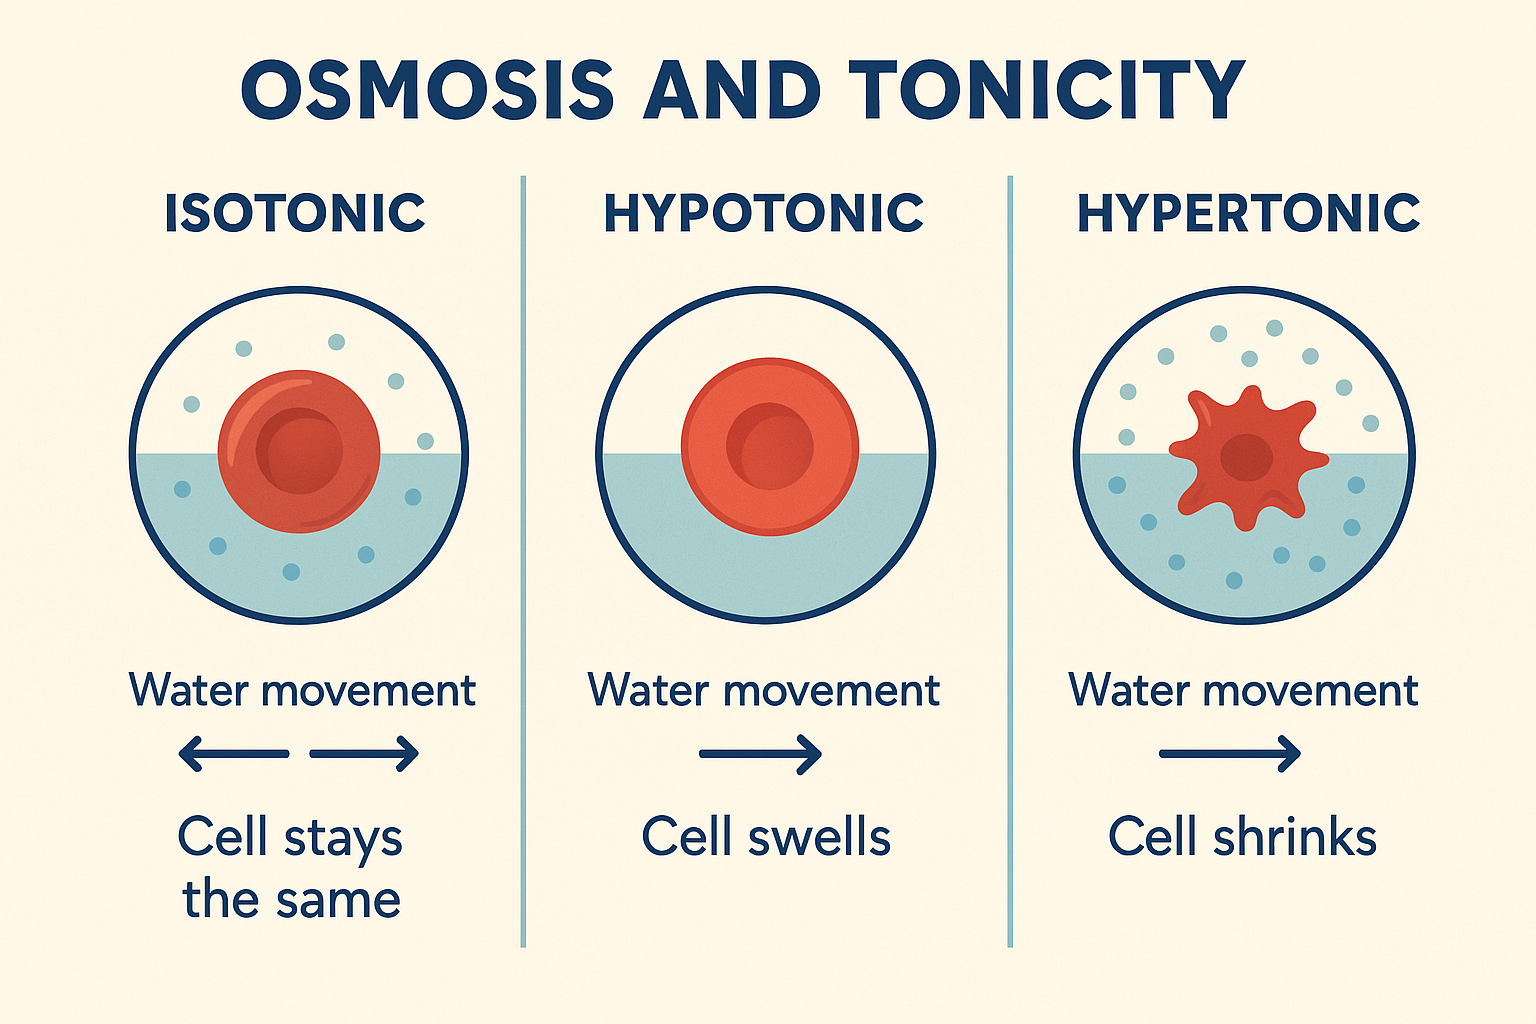 OSMOSIS AND TONICITY
ISOTONIC
Water movement
Cell stays
the same
HYPOTONIC
Water movement
Cell swells
HYPERTONIC
Water movement
Cell shrinks